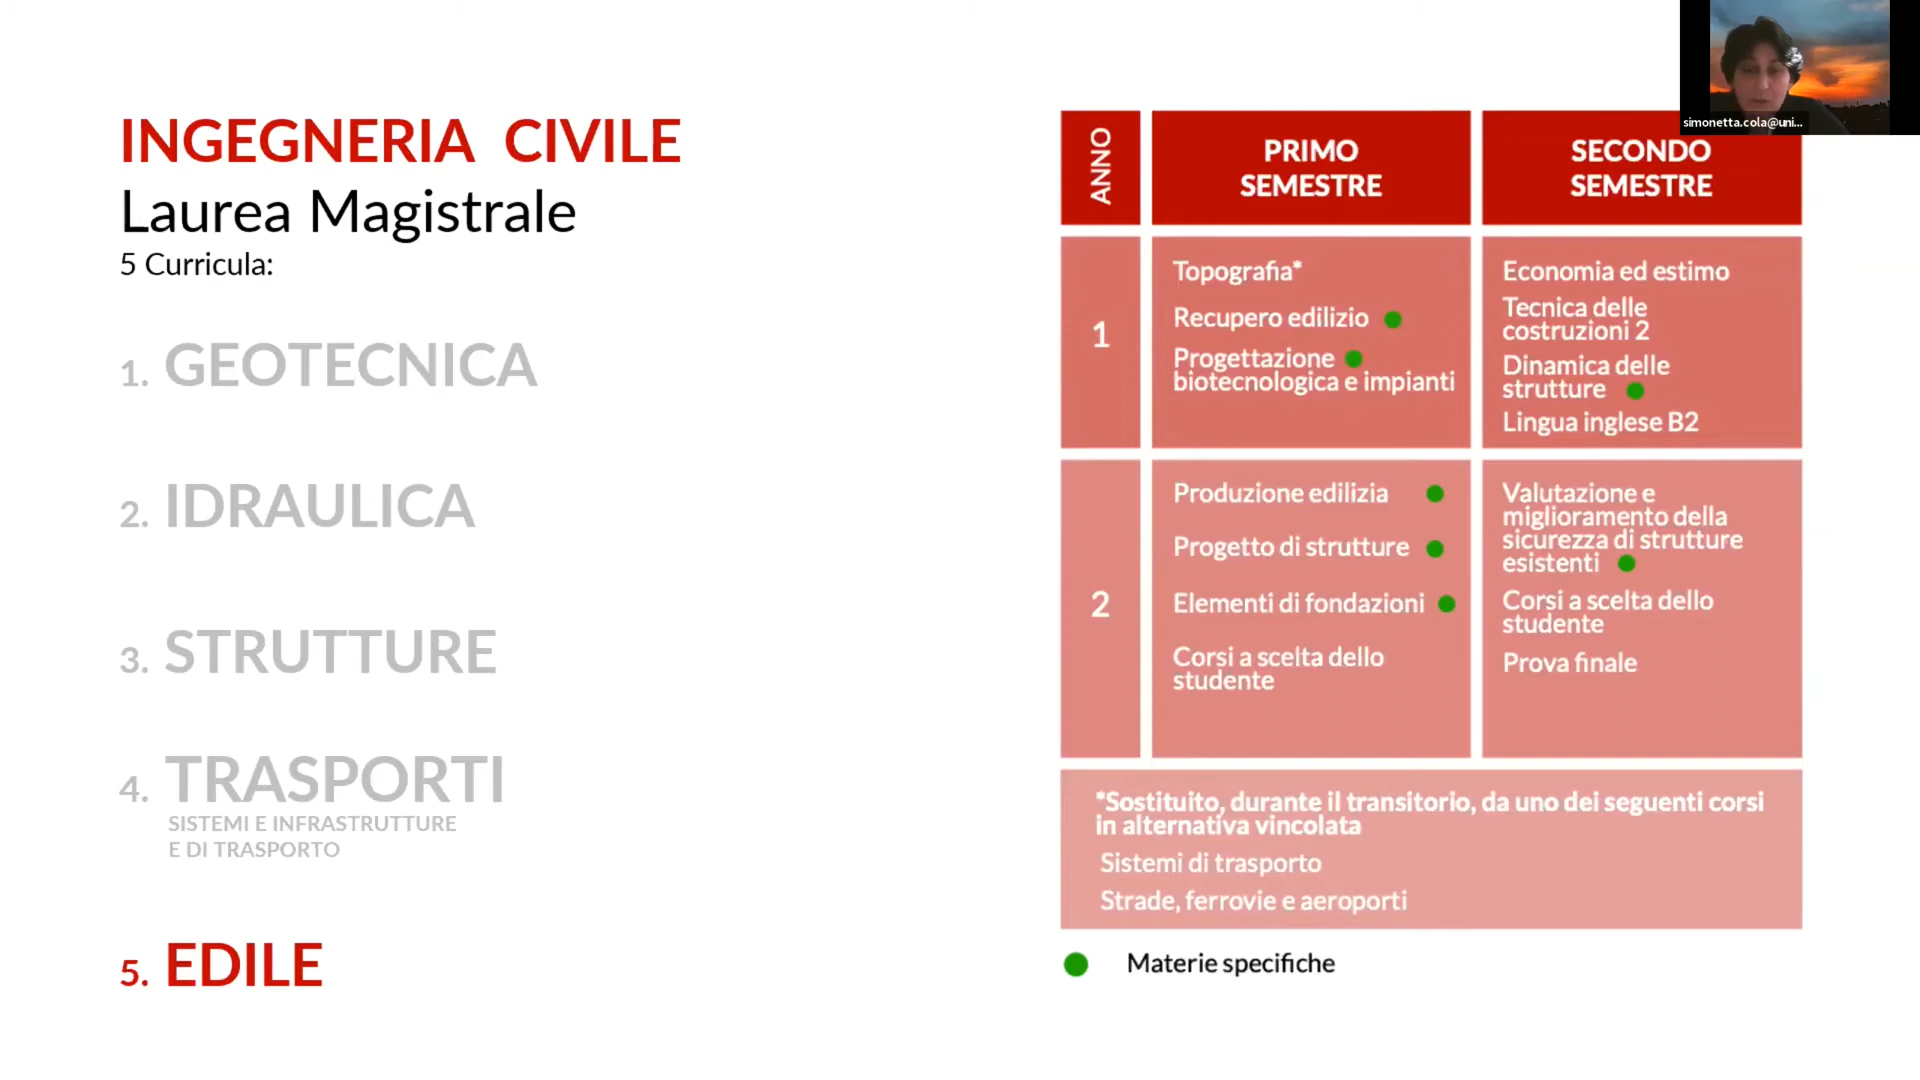 INGEGNERIA CIVILE
Laurea Magistrale
5 Curricula:
1. GEOTECNICA
2. IDRAULICA
3. STRUTTURE
4. TRASPORTI
SISTEMI E INFRASTRUTTURE
E DI TRASPORTO
5. EDILE
simonetta.cola@uni...
ANNO
PRIMO
SEMESTRE
SECONDO
SEMESTRE
1
Topografia*
Recupero edilizio
Progettazione
biotecnologica e impianti
Economia ed estimo
Tecnica delle
costruzioni 2
Dinamica delle
strutture
Lingua inglese B2
2
Produzione edilizia
Progetto di strutture
Elementi di fondazioni
Corsi a scelta dello
studente
Valutazione e
miglioramento della
sicurezza di strutture
esistenti
Corsi a scelta dello
studente
Prova finale
*Sostituito, durante il transitorio, da uno dei seguenti corsi
in alternativa vincolata
Sistemi di trasporto
Strade, ferrovie e aeroporti
Materie specifiche